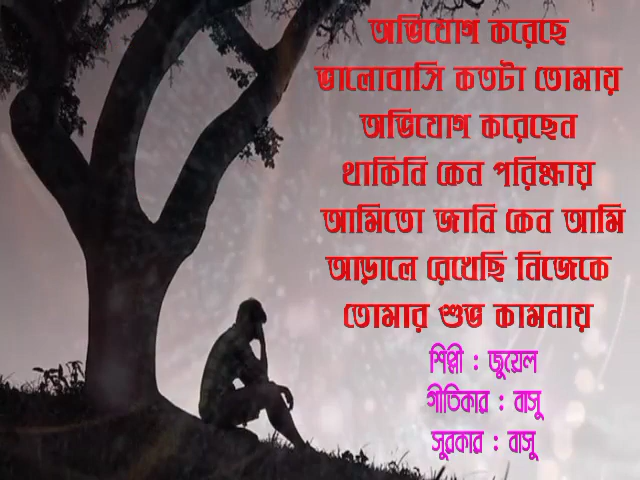 অভিযোগ করেছে
ভালোবাসি কতটা তোমায়
অভিযোগ করেছেন
থাকিনি কেন পরিক্ষায়
আমিতো জানি কেন আমি
আড়ালে রেখেছি নিজেকে
তোমার শুভ কামনায়
শিল্পী : জুয়েল
গীতিকার : বাসু
সুরকার : বাসু